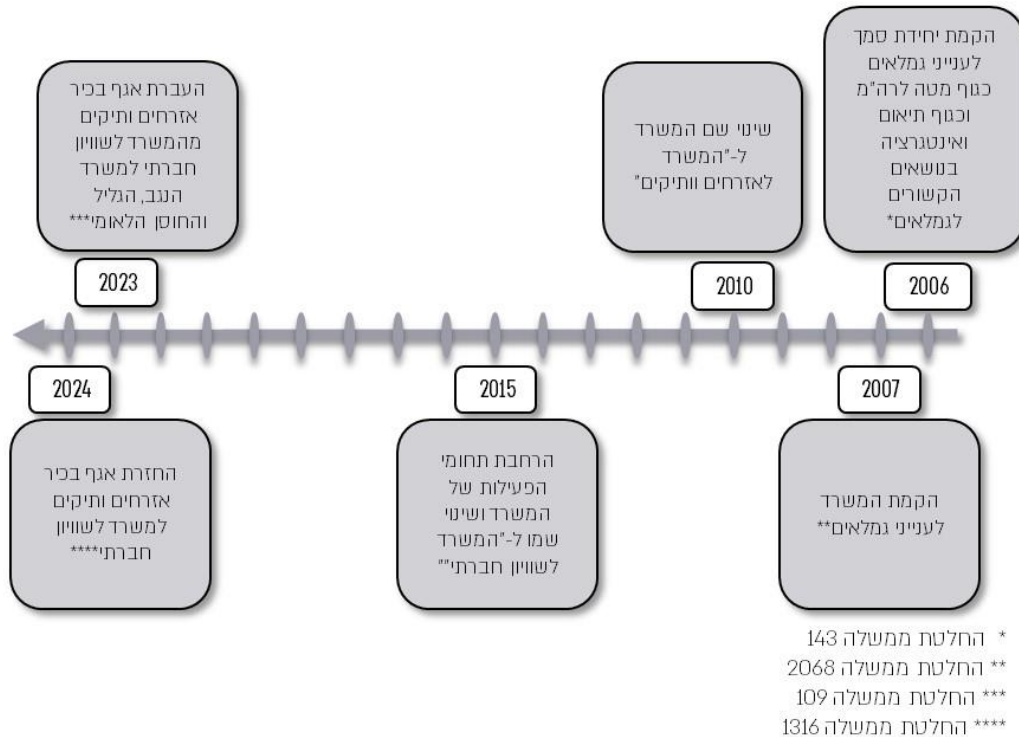 הקמת יחידת סמך
לענייני גמלאים
כגוף מטה לרה"מ
וכגוף תיאום
ואינטגרציה
בנושאים
הקשורים
לגמלאים*
2006
2007
הקמת המשרד
לענייני גמלאים**
שינוי שם המשרד
ל-"המשרד
לאזרחים וותיקים"
2010
2015
הרחבת תחומי
הפעילות של
המשרד ושינוי
שמו ל-"המשרד
לשוויון חברתי""
העברת אגף בכיר
אזרחים ותיקים
מהמשרד לשוויון
חברתי למשרד
הנגב, הגליל
והחוסן הלאומי***
2023
2024
החזרת אגף בכיר
אזרחים ותיקים
למשרד לשוויון
חברתי****
* החלטת ממשלה 143
** החלטת ממשלה 2068
*** החלטת ממשלה 109
**** החלטת ממשלה 1316